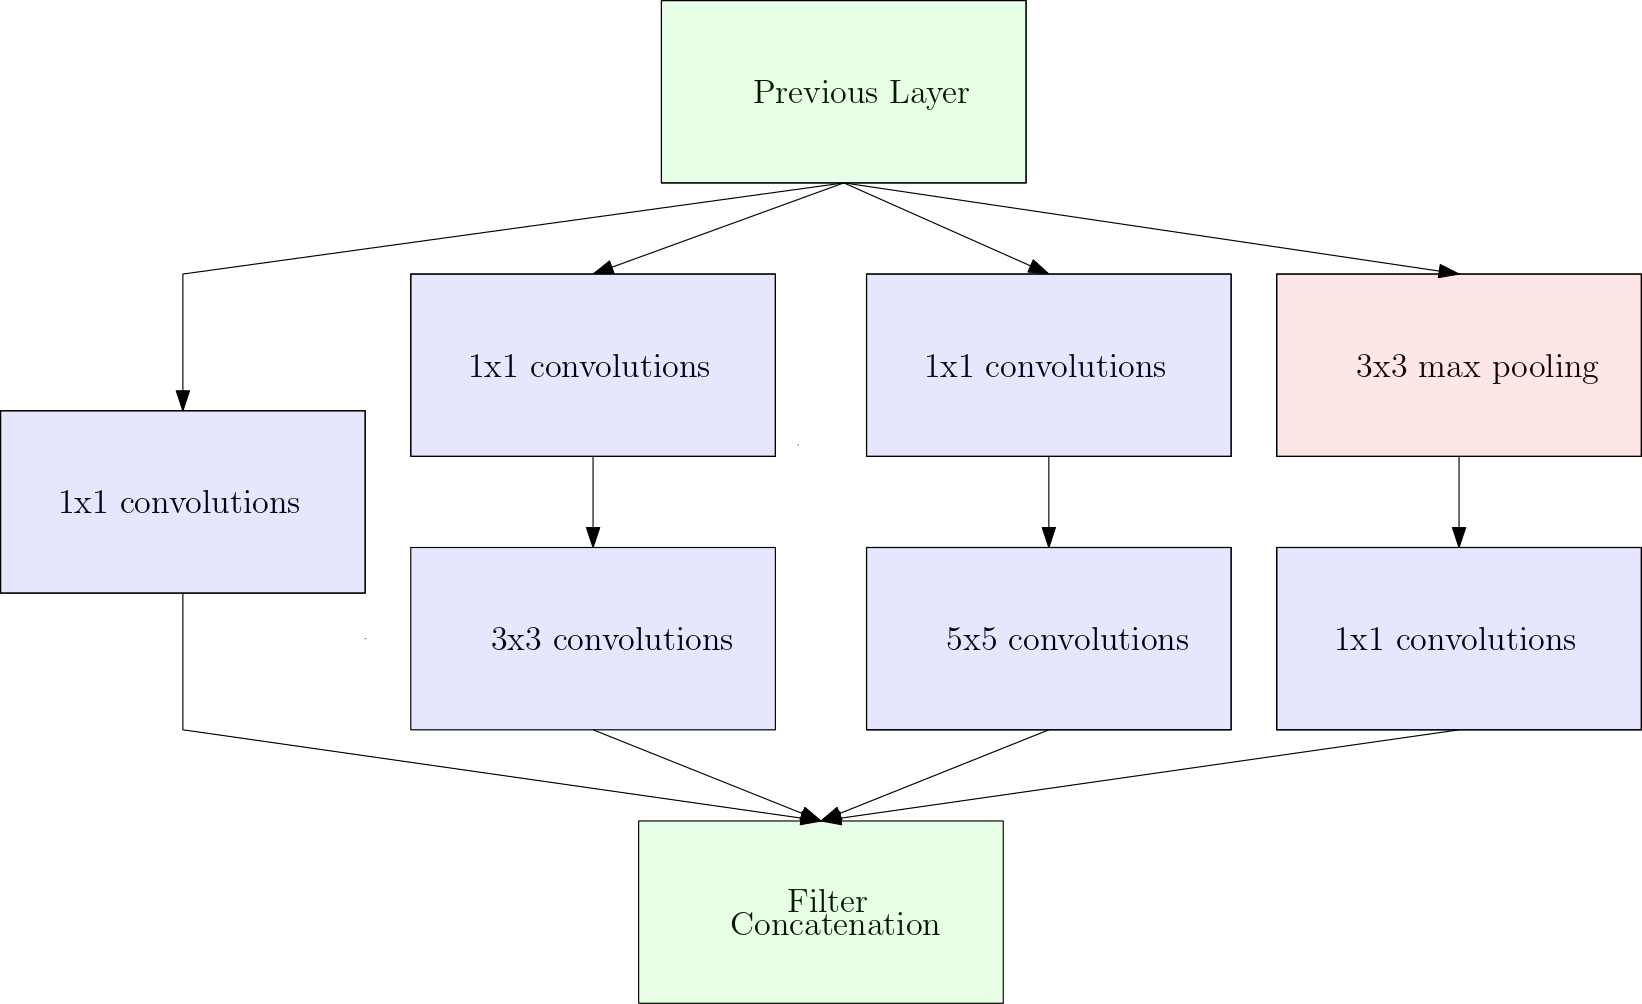 Previous Layer
1x1 convolutions
1x1 convolutions
3x3 max pooling
1x1 convolutions
3x3 convolutions
5x5 convolutions
1x1 convolutions
Filter
Concatenation